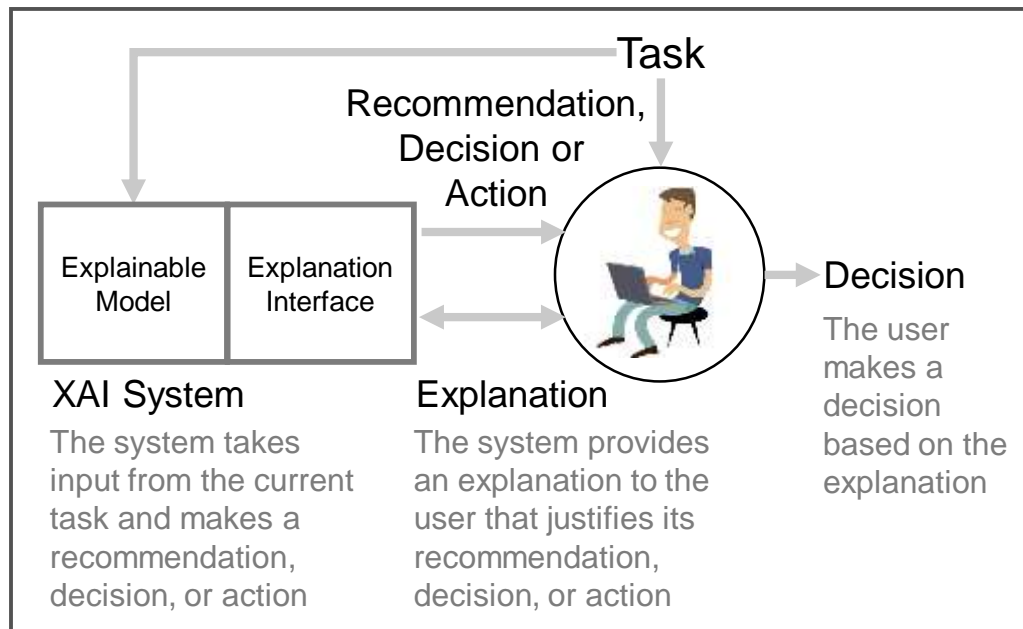 Task
Recommendation,
Decision or
Action
Explainable
Model
Explanation
Interface
Decision
The user
makes a
decision
based on the
explanation
XAI System
The system takes
input from the current
task and makes a
recommendation,
decision, or action
Explanation
The system provides
an explanation to the
user that justifies its
recommendation,
decision, or action